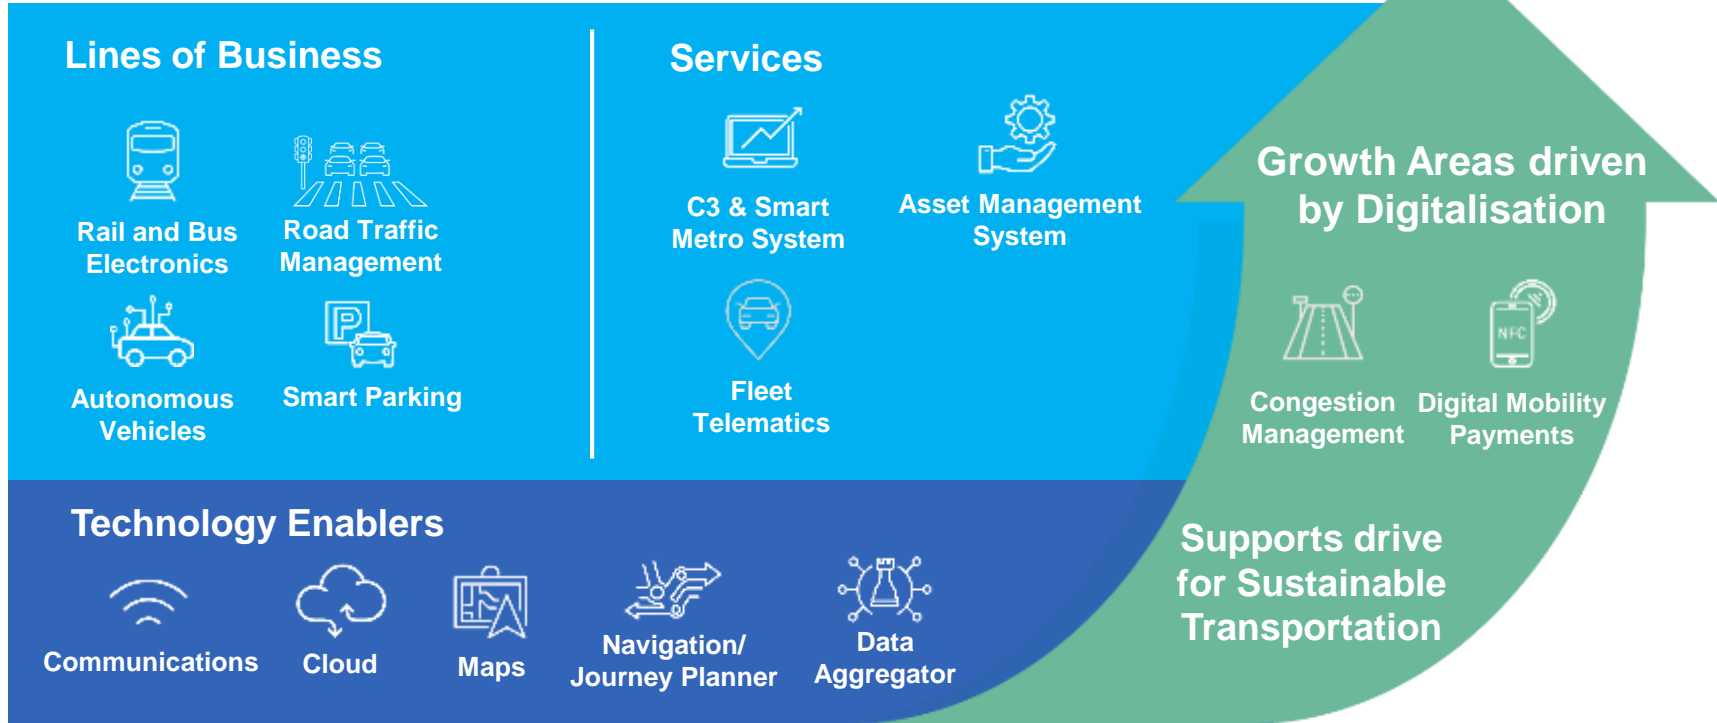 Lines of Business
Rail and Bus
Electronics
Road Traffic
Management
Autonomous
Vehicles
P
Smart Parking
Services
C3 & Smart
Metro System
Asset Management
System
Fleet
Telematics
Growth Areas driven
by Digitalisation
Congestion
Management
NFC
Digital Mobility
Payments
Supports drive
for Sustainable
Transportation
Technology Enablers
Communications
Cloud
Maps
Navigation/
Journey Planner
Data
Aggregator